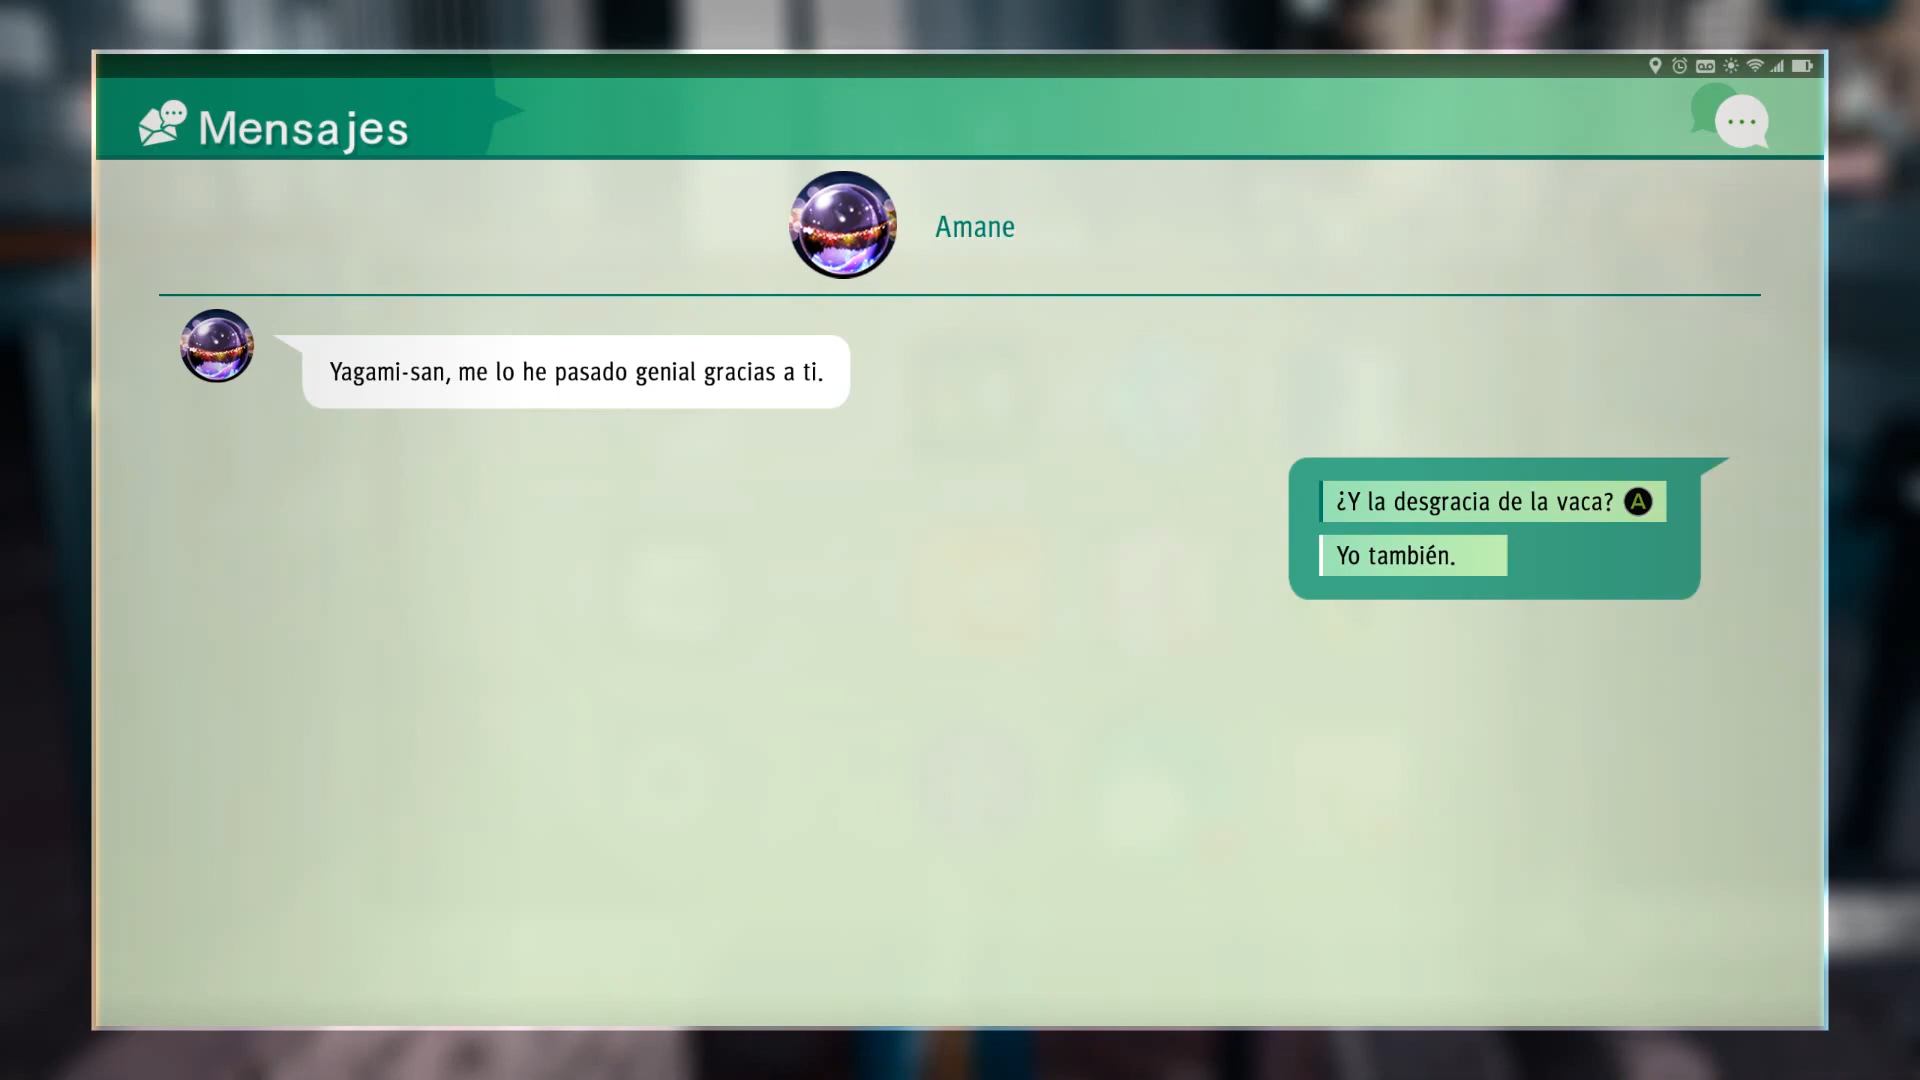 Mensajes
Amane
Yagami-san, me lo he pasado genial gracias a ti.
¿Y la desgracia de la vaca? A
Yo también.